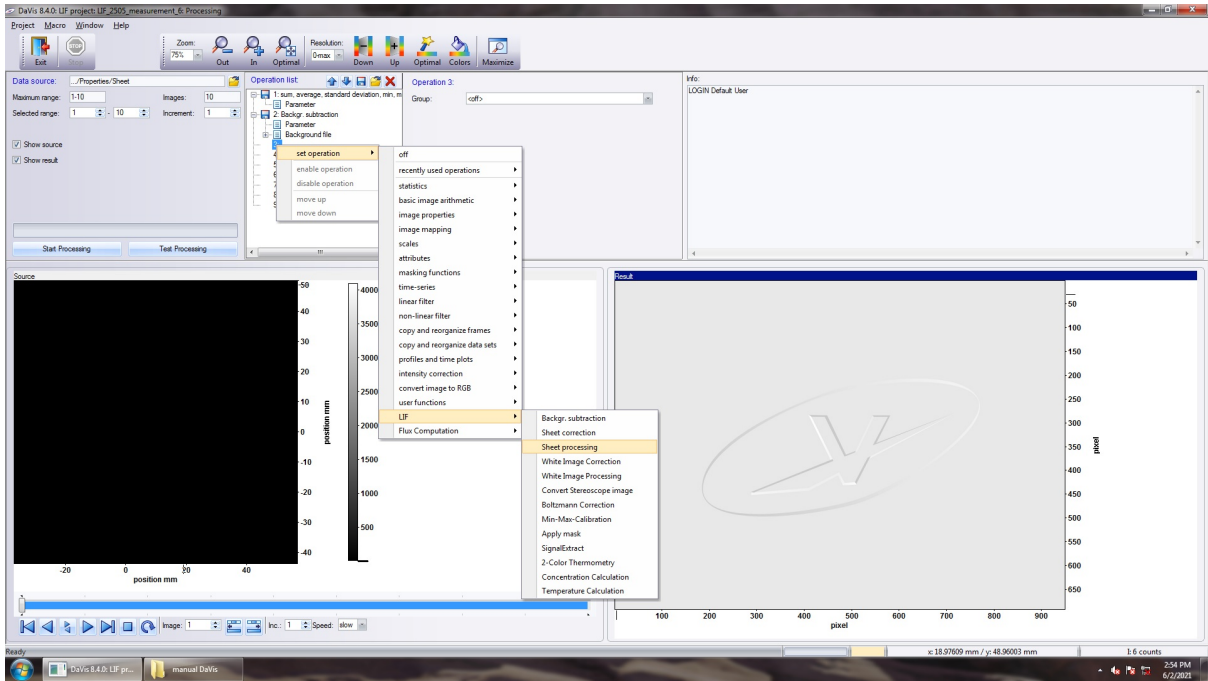 DaVis 8.4.0: LIF project: LIF_2505_measurement_6: Processing
Project Macro Window Help
Exit
Stop
Zoom:
75%
Out
In
Optimal
Resolution:
0-max
Down
Up
Optimal
Colors
Maximize
Data source: .../Properties/Sheet
Maximum range: 1-10 Images: 10
Selected range: 1 - 10 Increment: 1
Show source
Show result
Start Processing
Test Processing
Operation list:
1: sum, average, standard deviation, min, m
Parameter
2: Backgr. subtraction
Parameter
Background file
Operation 3:
Group: <off>
Info:
LOGIN Default User
set operation
enable operation
disable operation
move up
move down
off
recently used operations
statistics
basic image arithmetic
image properties
image mapping
scales
attributes
masking functions
time-series
linear filter
non-linear filter
copy and reorganize frames
copy and reorganize data sets
profiles and time plots
intensity correction
convert image to RGB
user functions
LIF
Flux Computation
Backgr. subtraction
Sheet correction
Sheet processing
White Image Correction
White Image Processing
Convert Stereoscope image
Boltzmann Correction
Min-Max-Calibration
Apply mask
SignalExtract
2-Color Thermometry
Concentration Calculation
Temperature Calculation
Source
-50
-40
-30
-20
-10
-0
--10
--20
--30
--40
position mm
4000
3500
3000
2500
2000
1500
1000
500
-20 0 20 40
position mm
Result
50
100
150
200
250
300
350
400
450
500
550
600
650
pixel
100 200 300 400 500 600 700 800 900
pixel
Image: 1 Inc.: 1 Speed: slow
Ready
x: 18.97609 mm / y: 48.96003 mm
I: 6 counts
DaVis 8.4.0: LIF pr...
manual DaVis
2:54 PM
6/2/2021